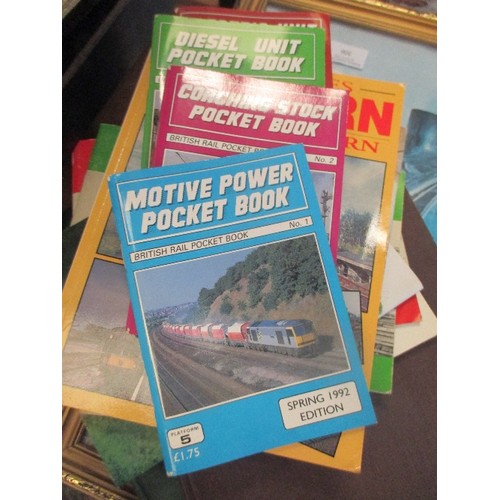 DIESEL UNIT
POCKET BOOK
COACHING STOCK
POCKET BOOK
BRITISH RAIL POCKET
No. 2
MOTIVE POWER
POCKET BOOK
BRITISH RAIL POCKET BOOK
No. 1
SPRING 1992
EDITION
PLATFORM
5
£1.75